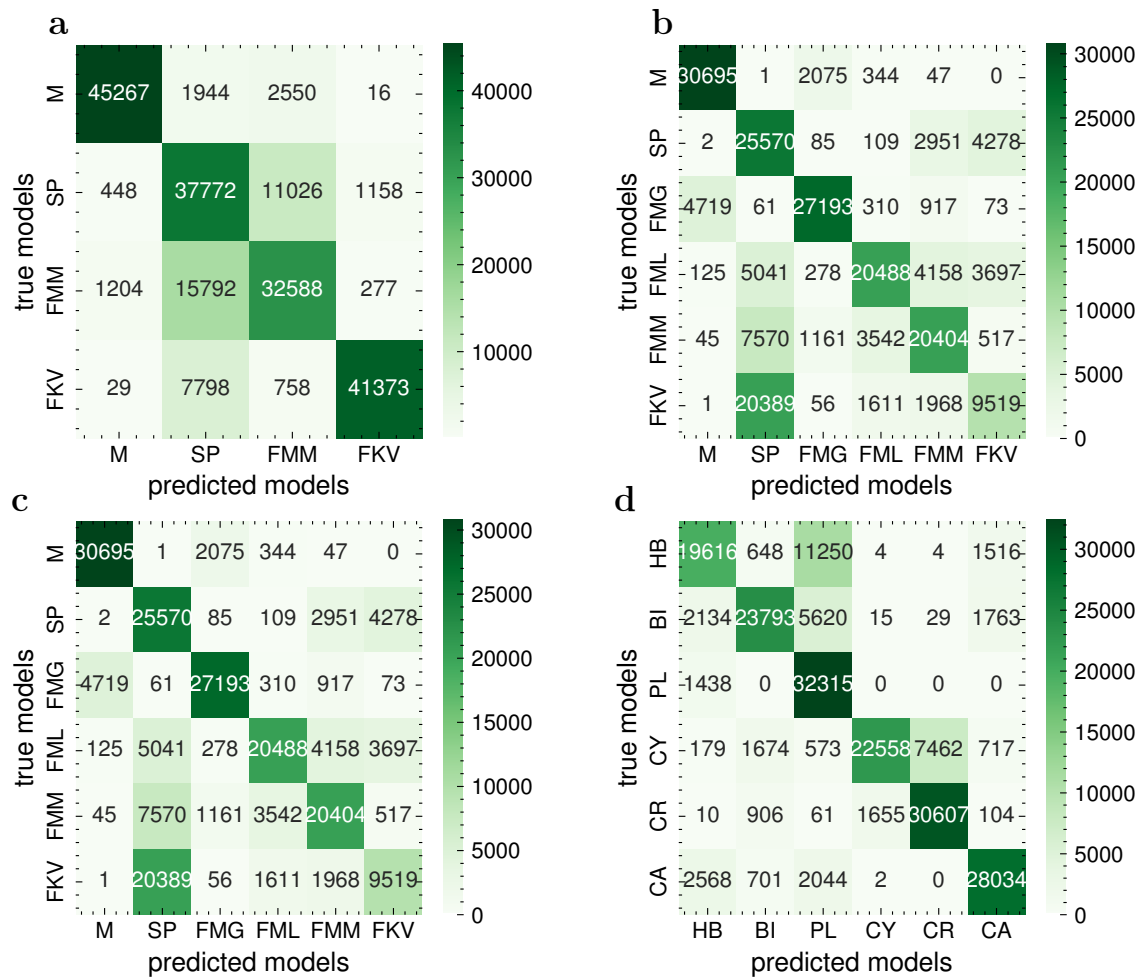 a
true models
M 45267 1944 2550 16
SP 448 37772 11026 1158
FMM 1204 15792 32588 277
FKV 29 7798 758 41373
M SP FMM FKV
predicted models
40000
30000
20000
10000
b
true models
M 30695 1 2075 344 47 0
SP 2 25570 85 109 2951 4278
FMG 4719 61 27193 310 917 73
FML 125 5041 278 20488 4158 3697
FMM 45 7570 1161 3542 20404 517
FKV 1 20389 56 1611 1968 9519
M SP FMG FML FMM FKV
predicted models
30000
25000
20000
15000
10000
5000
0
c
true models
M 30695 1 2075 344 47 0
SP 2 25570 85 109 2951 4278
FMG 4719 61 27193 310 917 73
FML 125 5041 278 20488 4158 3697
FMM 45 7570 1161 3542 20404 517
FKV 1 20389 56 1611 1968 9519
M SP FMG FML FMM FKV
predicted models
30000
25000
20000
15000
10000
5000
0
d
true models
HB 19616 648 11250 4 4 1516
BI 2134 23793 5620 15 29 1763
PL 1438 0 32315 0 0 0
CY 179 1674 573 22558 7462 717
CR 10 906 61 1655 30607 104
CA 2568 701 2044 2 0 28034
HB BI PL CY CR CA
predicted models
30000
25000
20000
15000
10000
5000
0